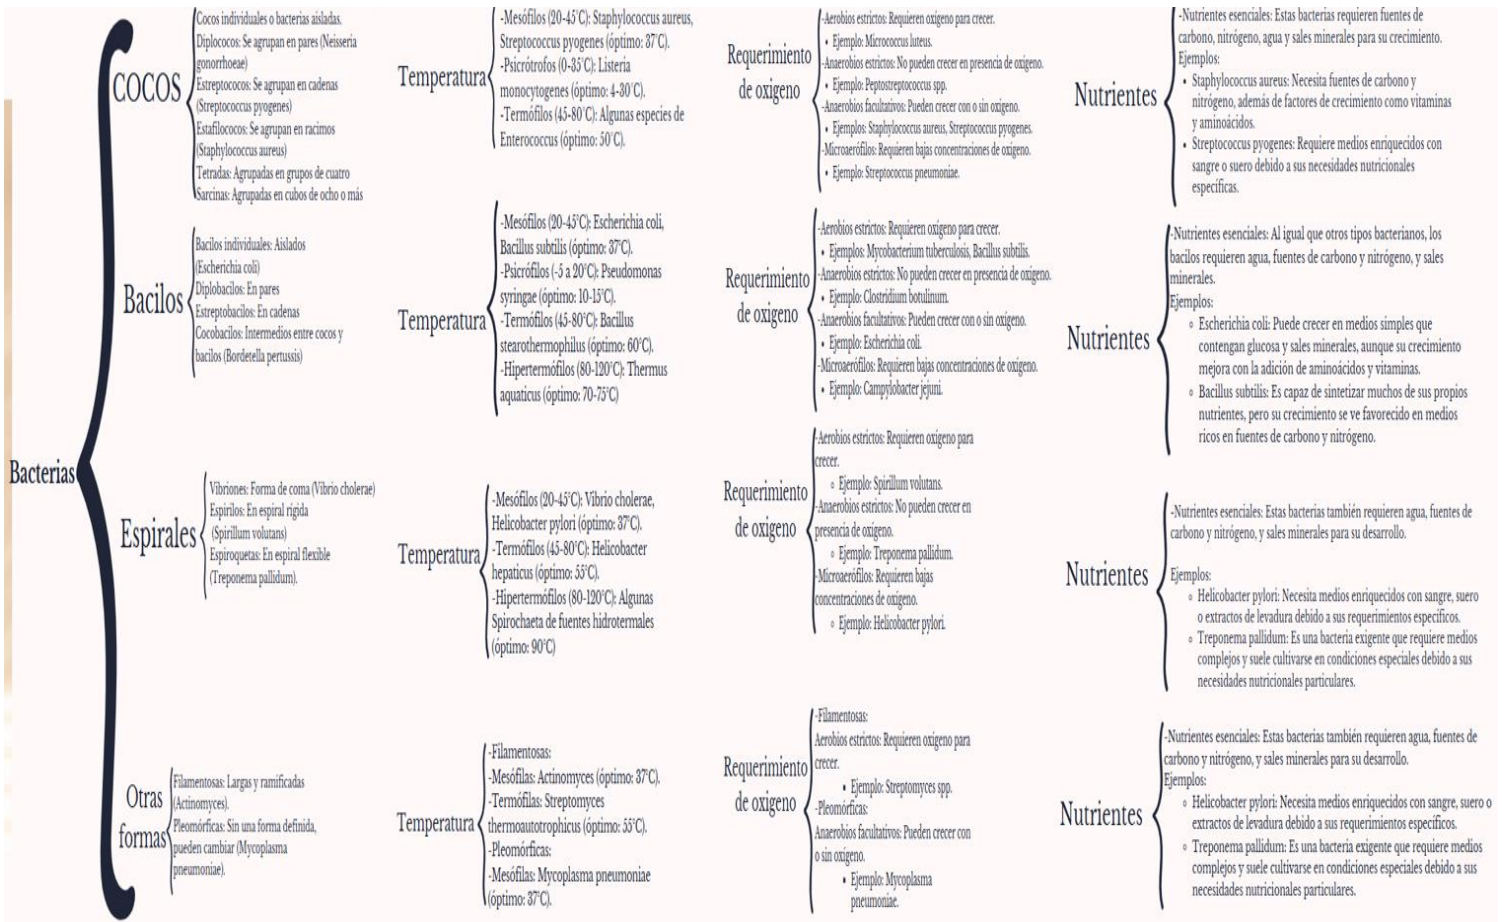 Bacterias
COCOS
Cocos individuales o bacterias aisladas.
Diplococos: Se agrupan en pares (Neisseria
gonorrhoeae)
Estreptococos: Se agrupan en cadenas
(Streptococcus pyogenes)
Estafilococos: Se agrupan en racimos
(Staphylococcus aureus)
Tetradas: Agrupadas en grupos de cuatro
Sarcinas: Agrupadas en cubos de ocho o más
Temperatura
-Mesófilos (20-45°C): Staphylococcus aureus,
Streptococcus pyogenes (óptimo: 37°C).
-Psicrótrofos (0-35°C): Listeria
monocytogenes (óptimo: 4-30°C).
-Termófilos (45-80°C): Algunas especies de
Enterococcus (óptimo: 50°C).
Requerimiento
de oxigeno
-Aerobios estrictos: Requieren oxígeno para crecer.
• Ejemplo: Micrococcus luteus.
-Anaerobios estrictos: No pueden crecer en presencia de oxígeno.
• Ejemplo: Peptostreptococcus spp.
-Anaerobios facultativos: Pueden crecer con o sin oxígeno.
• Ejemplos: Staphylococcus aureus, Streptococcus pyogenes.
-Microaerófilos: Requieren bajas concentraciones de oxígeno.
• Ejemplo: Streptococcus pneumoniae.
Nutrientes
-Nutrientes esenciales: Estas bacterias requieren fuentes de
carbono, nitrógeno, agua y sales minerales para su crecimiento.
Ejemplos:
• Staphylococcus aureus: Necesita fuentes de carbono y
nitrógeno, además de factores de crecimiento como vitaminas
y aminoácidos.
• Streptococcus pyogenes: Requiere medios enriquecidos con
sangre o suero debido a sus necesidades nutricionales
específicas.
Bacilos
Bacilos individuales: Aislados
(Escherichia coli)
Diplobacilos: En pares
Estreptobacilos: En cadenas
Cocobacilos: Intermedios entre cocos y
bacilos (Bordetella pertussis)
Temperatura
-Mesófilos (20-45°C): Escherichia coli,
Bacillus subtilis (óptimo: 37°C).
-Psicrófilos (-5 a 20°C): Pseudomonas
syringae (óptimo: 10-15°C).
-Termófilos (45-80°C): Bacillus
stearothermophilus (óptimo: 60°C).
-Hipertermófilos (80-120°C): Thermus
aquaticus (óptimo: 70-75°C)
Requerimiento
de oxigeno
-Aerobios estrictos: Requieren oxígeno para crecer.
• Ejemplos: Mycobacterium tuberculosis, Bacillus subtilis.
-Anaerobios estrictos: No pueden crecer en presencia de oxígeno.
• Ejemplo: Clostridium botulinum.
-Anaerobios facultativos: Pueden crecer con o sin oxígeno.
• Ejemplo: Escherichia coli.
-Microaerófilos: Requieren bajas concentraciones de oxígeno.
• Ejemplo: Campylobacter jejuni.
Nutrientes
-Nutrientes esenciales: Al igual que otros tipos bacterianos, los
bacilos requieren agua, fuentes de carbono y nitrógeno, y sales
minerales.
Ejemplos:
◦ Escherichia coli: Puede crecer en medios simples que
contengan glucosa y sales minerales, aunque su crecimiento
mejora con la adición de aminoácidos y vitaminas.
◦ Bacillus subtilis: Es capaz de sintetizar muchos de sus propios
nutrientes, pero su crecimiento se ve favorecido en medios
ricos en fuentes de carbono y nitrógeno.
Espirales
Vibriones: Forma de coma (Vibrio cholerae)
Espirilos: En espiral rígida
(Spirillum volutans)
Espiroquetas: En espiral flexible
(Treponema pallidum).
Temperatura
-Mesófilos (20-45°C): Vibrio cholerae,
Helicobacter pylori (óptimo: 37°C).
-Termófilos (45-80°C): Helicobacter
hepaticus (óptimo: 55°C).
-Hipertermófilos (80-120°C): Algunas
Spirochaeta de fuentes hidrotermales
(óptimo: 90°C)
Requerimiento
de oxigeno
-Aerobios estrictos: Requieren oxígeno para
crecer.
◦ Ejemplo: Spirillum volutans.
-Anaerobios estrictos: No pueden crecer en
presencia de oxígeno.
◦ Ejemplo: Treponema pallidum.
-Microaerófilos: Requieren bajas
concentraciones de oxígeno.
◦ Ejemplo: Helicobacter pylori.
Nutrientes
-Nutrientes esenciales: Estas bacterias también requieren agua, fuentes de
carbono y nitrógeno, y sales minerales para su desarrollo.
Ejemplos:
◦ Helicobacter pylori: Necesita medios enriquecidos con sangre, suero
o extractos de levadura debido a sus requerimientos específicos.
◦ Treponema pallidum: Es una bacteria exigente que requiere medios
complejos y suele cultivarse en condiciones especiales debido a sus
necesidades nutricionales particulares.
Otras
formas
Filamentosas: Largas y ramificadas
(Actinomyces).
Pleomórficas: Sin una forma definida,
pueden cambiar (Mycoplasma
pneumoniae).
Temperatura
-Filamentosas:
-Mesófilas: Actinomyces (óptimo: 37°C).
-Termófilas: Streptomyces
thermoautotrophicus (óptimo: 55°C).
-Pleomórficas:
-Mesófilas: Mycoplasma pneumoniae
(óptimo: 37°C).
Requerimiento
de oxigeno
-Filamentosas:
Aerobios estrictos: Requieren oxígeno para
crecer.
▪ Ejemplo: Streptomyces spp.
-Pleomórficas:
Anaerobios facultativos: Pueden crecer con
o sin oxígeno.
▪ Ejemplo: Mycoplasma
pneumoniae.
Nutrientes
-Nutrientes esenciales: Estas bacterias también requieren agua, fuentes de
carbono y nitrógeno, y sales minerales para su desarrollo.
Ejemplos:
◦ Helicobacter pylori: Necesita medios enriquecidos con sangre, suero o
extractos de levadura debido a sus requerimientos específicos.
◦ Treponema pallidum: Es una bacteria exigente que requiere medios
complejos y suele cultivarse en condiciones especiales debido a sus
necesidades nutricionales particulares.